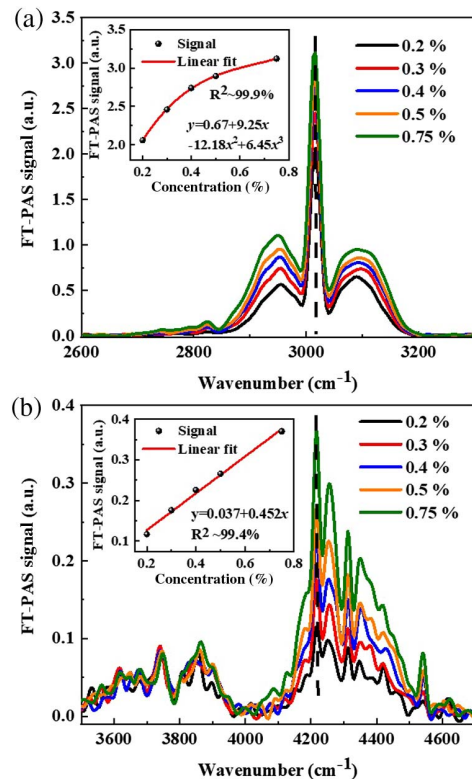 (a)
3.5
3.0
2.5
2.0
1.5
1.0
0.5
0.0
FT-PAS signal (a.u.)
2600
2800
3000
3200
Wavenumber (cm⁻¹)
0.2 %
0.3 %
0.4 %
0.5 %
0.75 %
FT-PAS signal (a.u.)
3.5
3.0
2.5
2.0
Signal
Linear fit
R²~99.9%
y=0.67+9.25x
-12.18x²+6.45x³
0.2
0.4
0.6
0.8
Concentration (%)
(b)
0.4
0.3
0.2
0.1
0.0
FT-PAS signal (a.u.)
3600
3800
4000
4200
4400
4600
Wavenumber (cm⁻¹)
0.2 %
0.3 %
0.4 %
0.5 %
0.75 %
FT-PAS signal (a.u.)
0.4
0.3
0.2
0.1
Signal
Linear fit
y=0.037+0.452x
R² ~99.4%
0.2
0.4
0.6
0.8
Concentration (%)